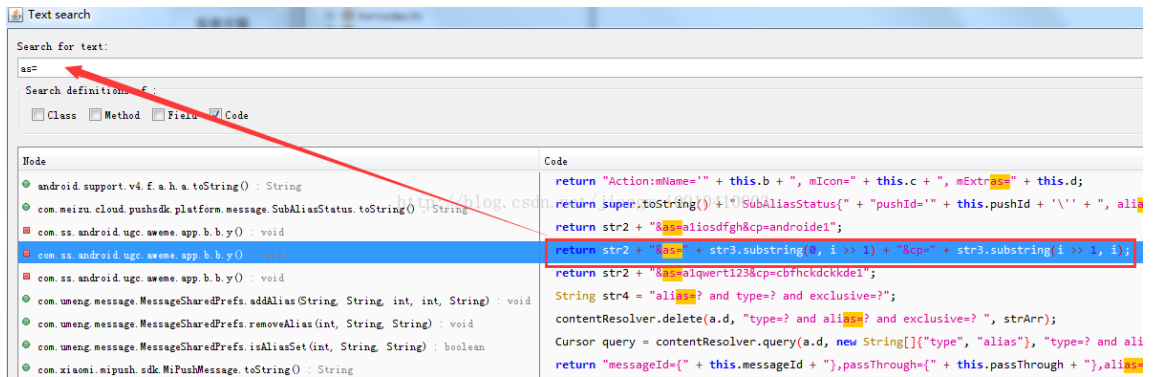 Text search
Search for text:
as=
Search definitions of :
Class Method Field Code
Node Code
android.support.v4.f.a.h.a.toString() : String return "Action:mName='" + this.b + ", mIcon=" + this.c + ", mExtras=" + this.d;
com.meizu.cloud.pushsdk.platform.message.SubAliasStatus.toString() : String return super.toString() + " SubAliasStatus{" + "pushId='" + this.pushId + '\'' + ", alia
com.ss.android.ugc.aweme.app.b.b.y() : void return str2 + "&as=a1iosdfgh&cp=androide1";
com.ss.android.ugc.aweme.app.b.b.y() : void return str2 + "&as=" + str3.substring(0, i >> 1) + "&cp=" + str3.substring(i >> 1, i);
com.ss.android.ugc.aweme.app.b.b.y() : void return str2 + "&as=a1qwert123&cp=cbfhckdckkde1";
com.umeng.message.MessageSharedPrefs.addAlias(String, String, int, int, String) : void String str4 = "alias=? and type=? and exclusive=?";
com.umeng.message.MessageSharedPrefs.removeAlias(int, String, String) : void contentResolver.delete(a.d, "type=? and alias=? and exclusive=? ", strArr);
com.umeng.message.MessageSharedPrefs.isAliasSet(int, String, String) : boolean Cursor query = contentResolver.query(a.d, new String[]{"type", "alias"}, "type=? and ali
com.xiaomi.mipush.sdk.MiPushMessage.toString() : String return "messageId={" + this.messageId + "},passThrough={" + this.passThrough + "},alias=